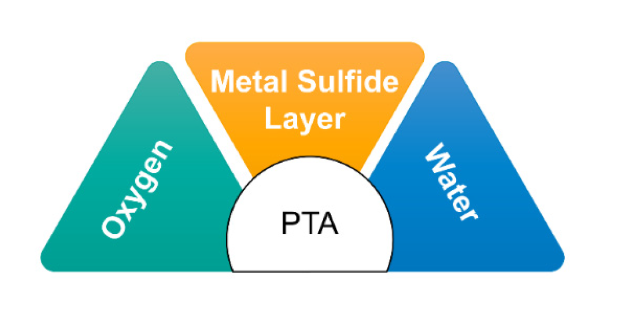 Metal Sulfide
Layer
Oxygen
Water
PTA